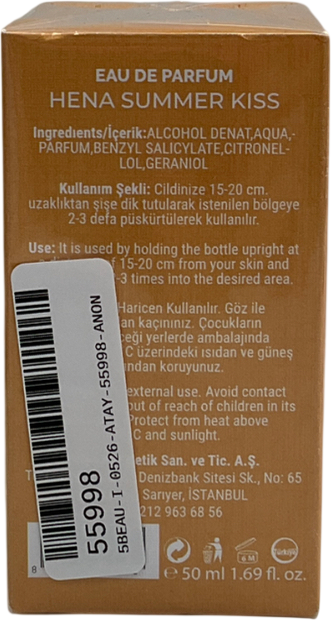 EAU DE PARFUM
HENA SUMMER KISS
Ingredients/İçerik:ALCOHOL DENAT,AQUA,-
PARFUM,BENZYL SALICYLATE,CITRONEL-
LOL,GERANIOL
Kullanım Şekli: Cildinize 15-20 cm.
uzaklıktan şişe dik tutularak istenilen bölgeye
2-3 defa püskürtülerek kullanılır.
Use: It is used by holding the bottle upright at
of 15-20 cm from your skin and
-3 times into the desired area.
Haricen Kullanılır. Göz ile
kaçınınız. Çocukların
yerlerde ambalajında
C üzerindeki ısıdan ve güneş
koruyunuz.
external use. Avoid contact
out of reach of children in its
Protect from heat above
C and sunlight.
San. ve Tic. A.Ş.
Denizbank Sitesi Sk., No: 65
Sarıyer, İSTANBUL
212 963 68 56
55998
5BEAU-I-0526-ATAY-55998-ANON
8
6 M
Türkiye
e 50 ml 1.69 fl. oz.